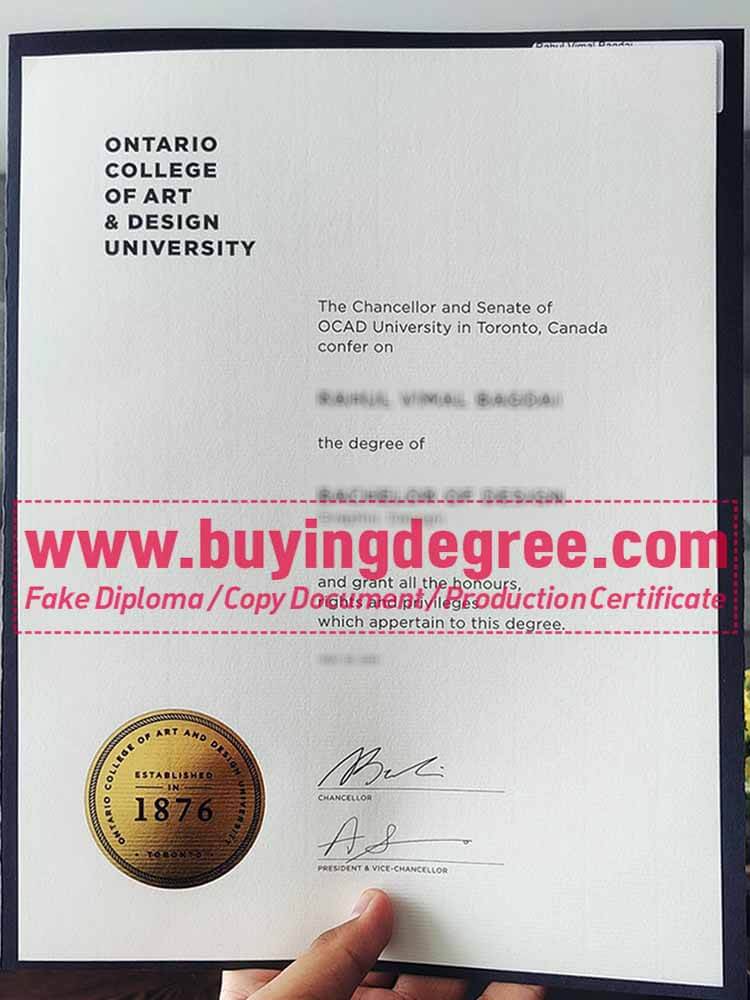 ONTARIO
COLLEGE
OF ART
& DESIGN
UNIVERSITY
The Chancellor and Senate of
OCAD University in Toronto, Canada
confer on
the degree of
www.buyingdegree.com
and grant all the honours,
Fake Diploma / Copy Document / Production Certificate
rights and privileges
which appertain to this degree.
ONTARIO COLLEGE OF ART AND DESIGN UNIVERSITY
ESTABLISHED
IN
1876
TORONTO
CHANCELLOR
PRESIDENT & VICE-CHANCELLOR